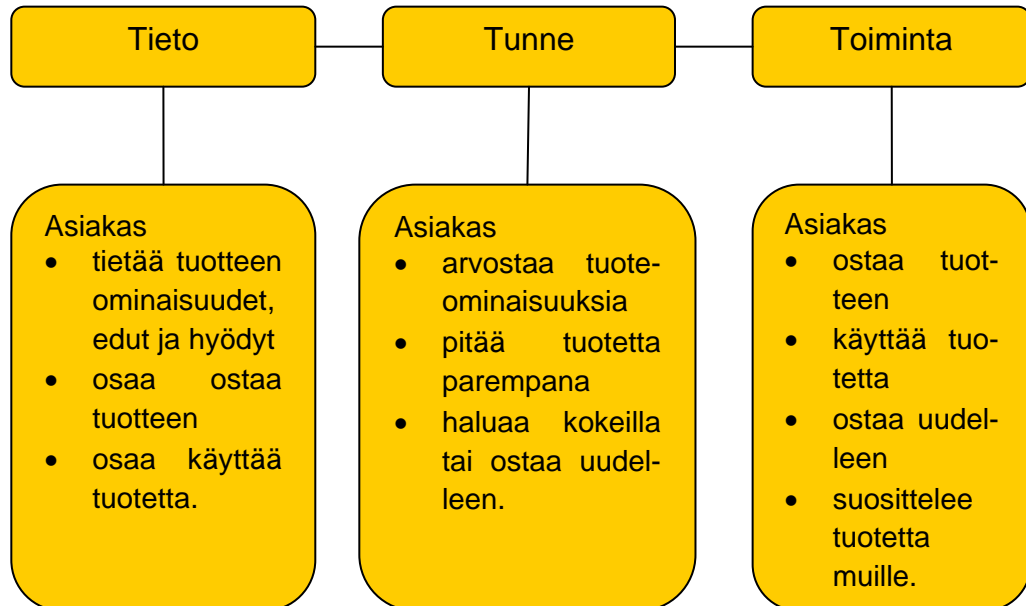 Tieto
Tunne
Toiminta
Asiakas
• tietää tuotteen
ominaisuudet,
edut ja hyödyt
• osaa ostaa
tuotteen
• osaa käyttää
tuotetta.
Asiakas
• arvostaa tuote-
ominaisuuksia
• pitää tuotetta
parempana
• haluaa kokeilla
tai ostaa uudel-
leen.
Asiakas
• ostaa tuot-
teen
• käyttää tuo-
tetta
• ostaa uudel-
leen
• suosittelee
tuotetta
muille.